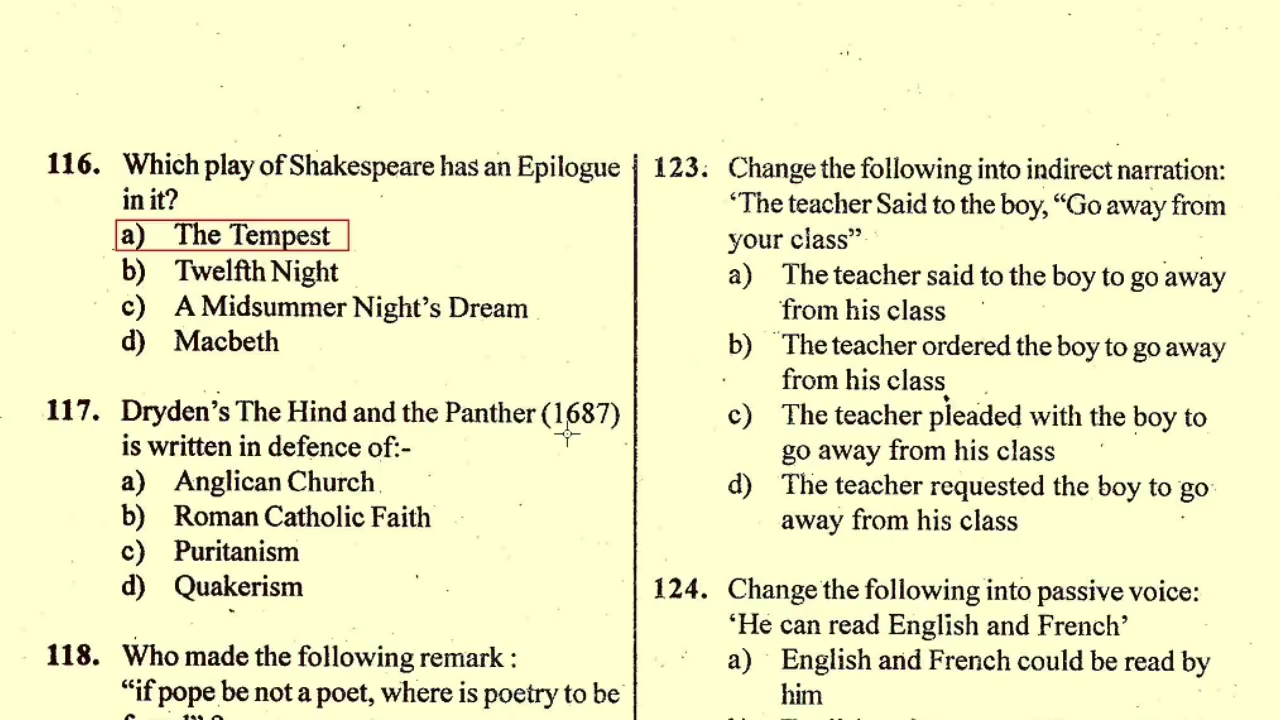 116. Which play of Shakespeare has an Epilogue
in it?
a) The Tempest
b) Twelfth Night
c) A Midsummer Night's Dream
d) Macbeth
117. Dryden's The Hind and the Panther (1687)
is written in defence of:-
a) Anglican Church
b) Roman Catholic Faith
c) Puritanism
d) Quakerism
118. Who made the following remark :
“if pope be not a poet, where is poetry to be
123. Change the following into indirect narration:
‘The teacher Said to the boy, “Go away from
your class”
a) The teacher said to the boy to go away
from his class
b) The teacher ordered the boy to go away
from his class
c) The teacher pleaded with the boy to
go away from his class
d) The teacher requested the boy to go
away from his class
124. Change the following into passive voice:
‘He can read English and French’
a) English and French could be read by
him